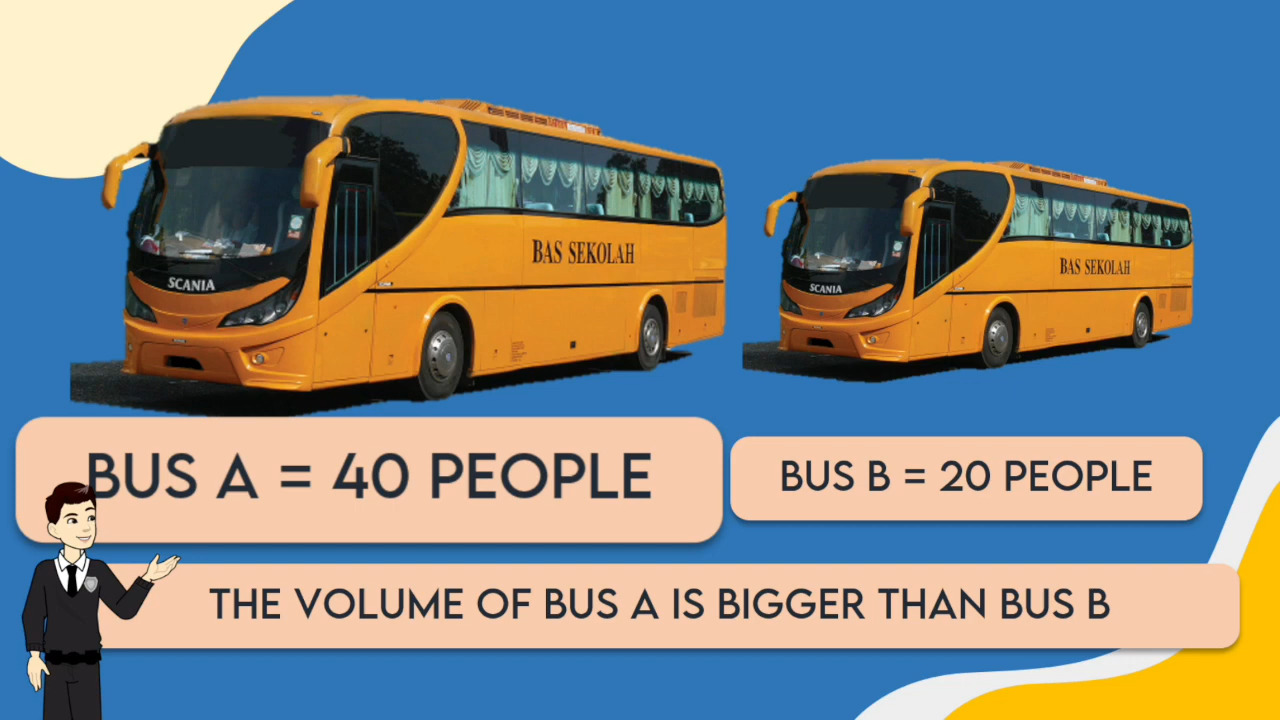 BAS SEKOLAH
SCANIA
BAS SEKOLAH
SCANIA
BUS A = 40 PEOPLE
BUS B = 20 PEOPLE
THE VOLUME OF BUS A IS BIGGER THAN BUS B